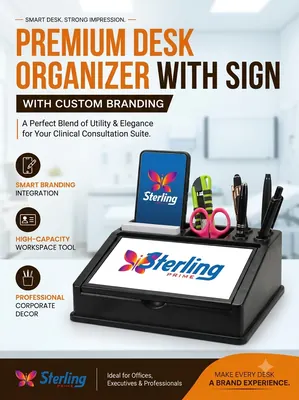 SMART DESK. STRONG IMPRESSION.
PREMIUM DESK
ORGANIZER WITH SIGN
WITH CUSTOM BRANDING
A Perfect Blend of Utility & Elegance
for Your Clinical Consultation Suite.
SMART BRANDING
INTEGRATION
HIGH-CAPACITY
WORKSPACE TOOL
PROFESSIONAL
CORPORATE
DECOR
Sterling
PRIME
Sterling
PRIME
Sterling
PRIME
Ideal for Offices,
Executives & Professionals
MAKE EVERY DESK
A BRAND EXPERIENCE.